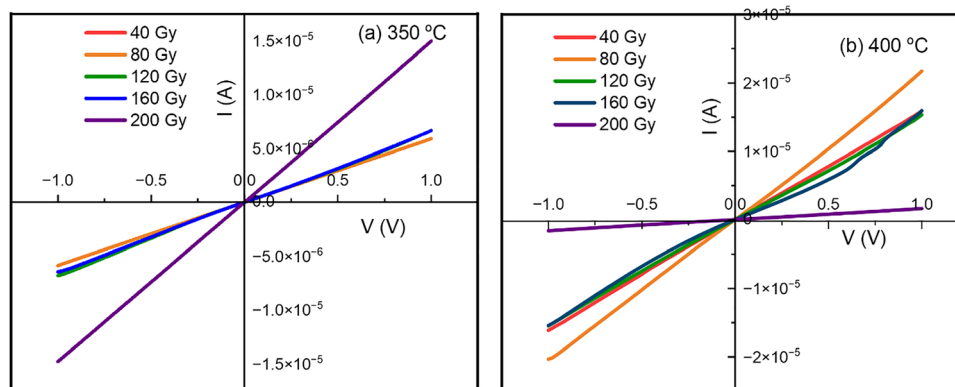 40 Gy
80 Gy
120 Gy
160 Gy
200 Gy
(a) 350 ºC
I (A)
1.5×10⁻⁵
1.0×10⁻⁵
5.0×10⁻⁶
0.0
−5.0×10⁻⁶
−1.0×10⁻⁵
−1.5×10⁻⁵
−1.0 −0.5 0.0 0.5 1.0
V (V)
40 Gy
80 Gy
120 Gy
160 Gy
200 Gy
(b) 400 ºC
I (A)
3×10⁻⁵
2×10⁻⁵
1×10⁻⁵
0
−1×10⁻⁵
−2×10⁻⁵
−1.0 −0.5 0.0 0.5 1.0
V (V)